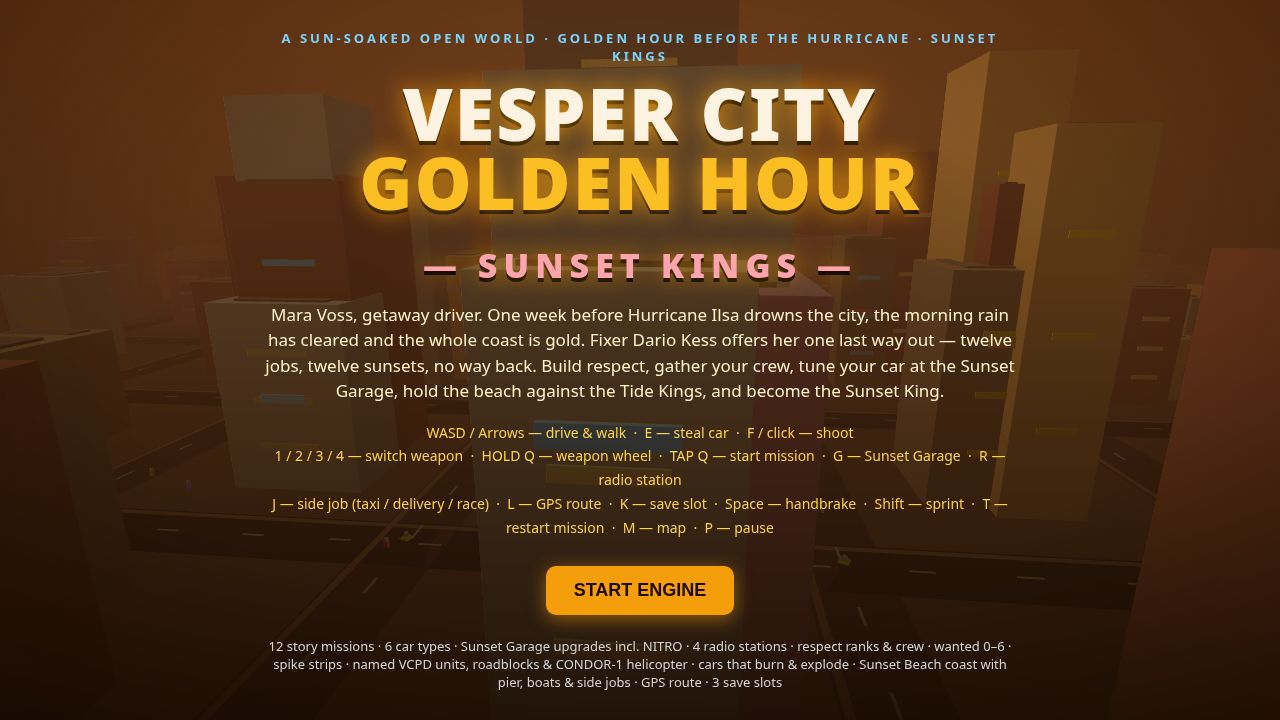 A SUN-SOAKED OPEN WORLD · GOLDEN HOUR BEFORE THE HURRICANE · SUNSET
KINGS
VESPER CITY
GOLDEN HOUR
— SUNSET KINGS —
Mara Voss, getaway driver. One week before Hurricane Ilsa drowns the city, the morning rain
has cleared and the whole coast is gold. Fixer Dario Kess offers her one last way out — twelve
jobs, twelve sunsets, no way back. Build respect, gather your crew, tune your car at the Sunset
Garage, hold the beach against the Tide Kings, and become the Sunset King.
WASD / Arrows — drive & walk · E — steal car · F / click — shoot
1 / 2 / 3 / 4 — switch weapon · HOLD Q — weapon wheel · TAP Q — start mission · G — Sunset Garage · R —
radio station
J — side job (taxi / delivery / race) · L — GPS route · K — save slot · Space — handbrake · Shift — sprint · T —
restart mission · M — map · P — pause
START ENGINE
12 story missions · 6 car types · Sunset Garage upgrades incl. NITRO · 4 radio stations · respect ranks & crew · wanted 0–6 ·
spike strips · named VCPD units, roadblocks & CONDOR-1 helicopter · cars that burn & explode · Sunset Beach coast with
pier, boats & side jobs · GPS route · 3 save slots